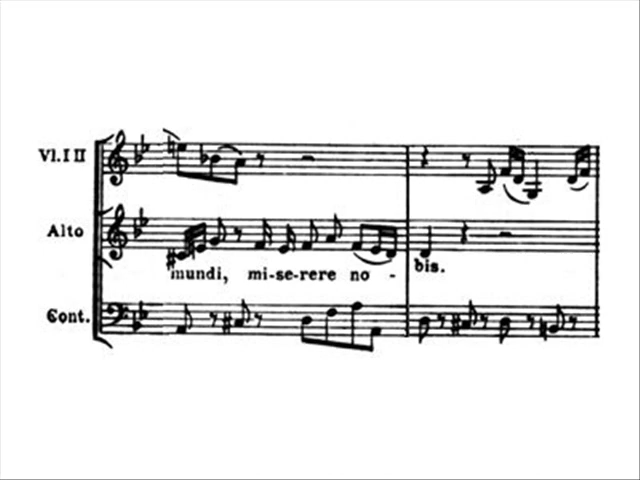 Vl. I II
Alto
mundi, mi-se-rere no - bis.
Cont.